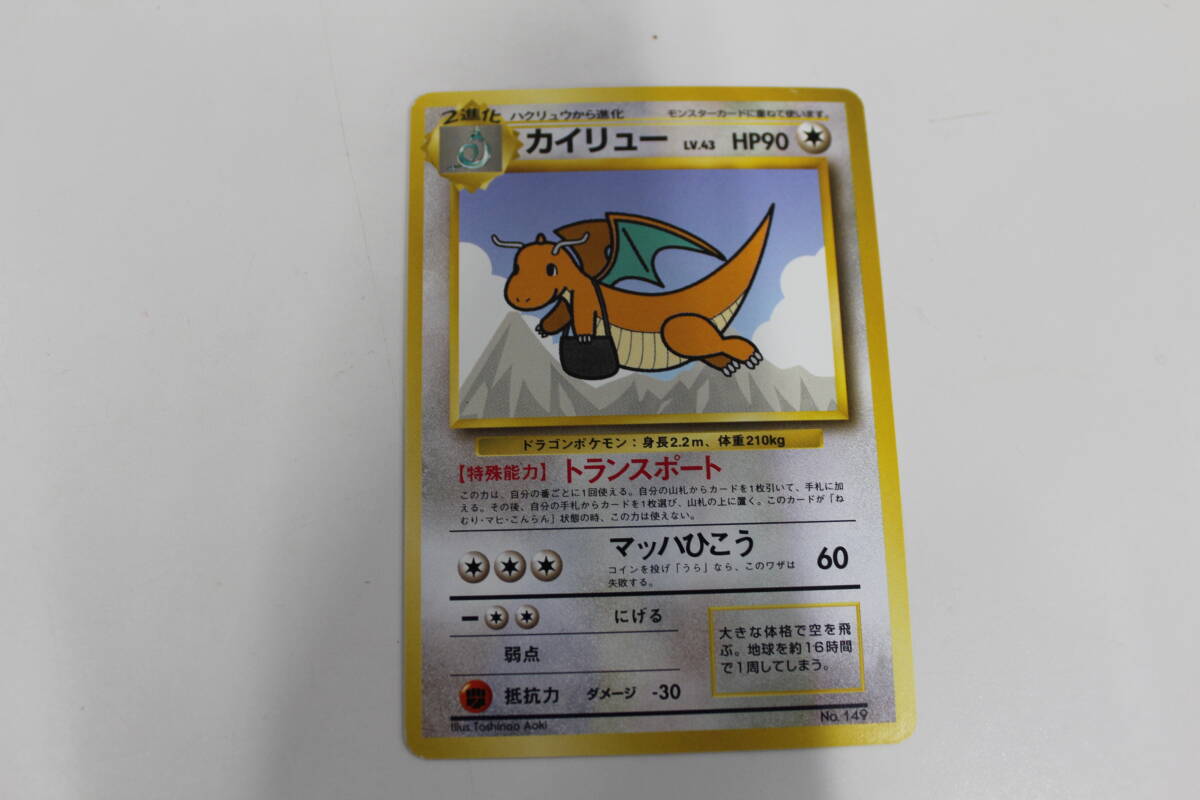 2進化 ハクリュウから進化 モンスターカードに重ねて使います。
カイリュー LV.43 HP90
ドラゴンポケモン：身長2.2m、体重210kg
【特殊能力】 トランスポート
この力は、自分の番ごとに1回使える。自分の山札からカードを1枚引いて、手札に加
える。その後、自分の手札からカードを1枚選び、山札の上に置く。このカードが「ね
むり・マヒ・こんらん」状態の時、この力は使えない。
マッハひこう 60
コインを投げ「うら」なら、このワザは
失敗する。
にげる
弱点
抵抗力 ダメージ -30
大きな体格で空を飛
ぶ。地球を約16時間
で1周してしまう。
Illus.Toshinao Aoki
No. 149